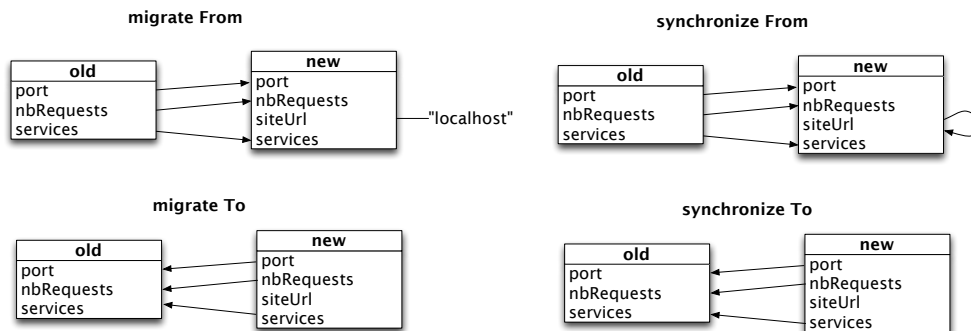 migrate From
old
port
nbRequests
services
new
port
nbRequests
siteUrl
services
"localhost"
synchronize From
old
port
nbRequests
services
new
port
nbRequests
siteUrl
services
migrate To
old
port
nbRequests
services
new
port
nbRequests
siteUrl
services
synchronize To
old
port
nbRequests
services
new
port
nbRequests
siteUrl
services